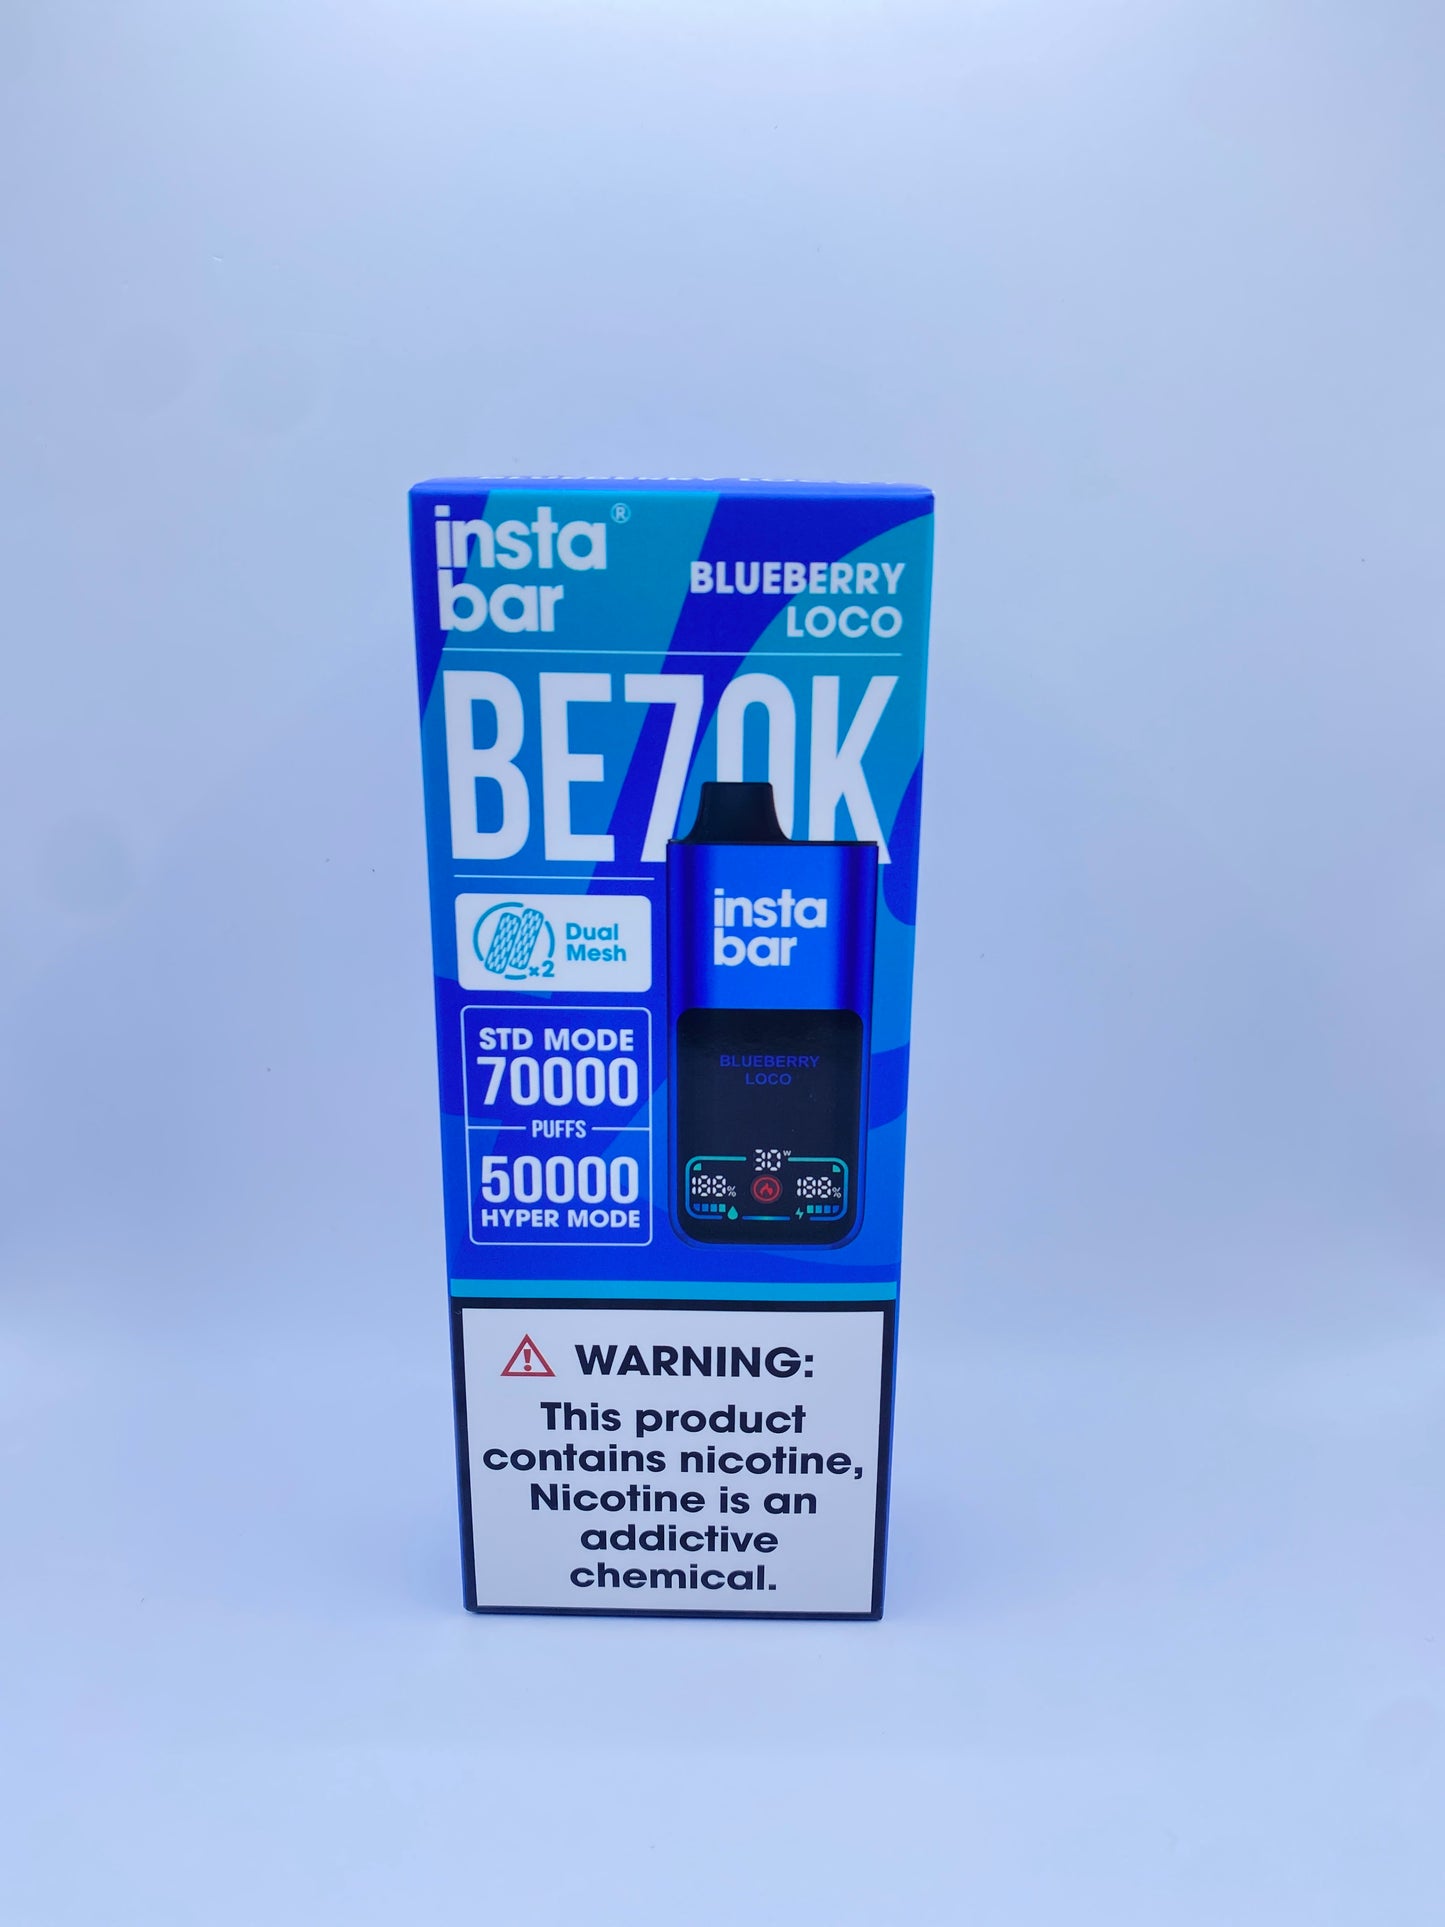 insta®
bar
BLUEBERRY
LOCO
BE70K
×2
Dual
Mesh
STD MODE
70000
PUFFS
50000
HYPER MODE
insta
bar
BLUEBERRY
LOCO
30W
188%
188%
WARNING:
This product
contains nicotine,
Nicotine is an
addictive
chemical.